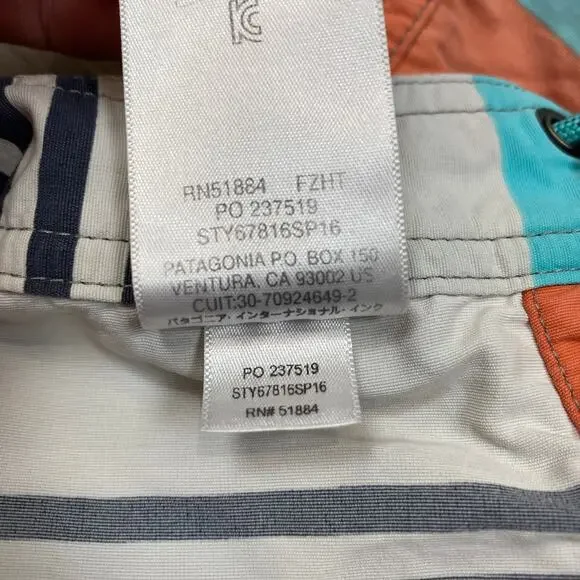 RN51884 FZHT
PO 237519
STY67816SP16
PATAGONIA P.O. BOX 150
VENTURA, CA 93002 US
CUIT:30-70924649-2
パタゴニア・インターナショナル・インク
PO 237519
STY67816SP16
RN# 51884